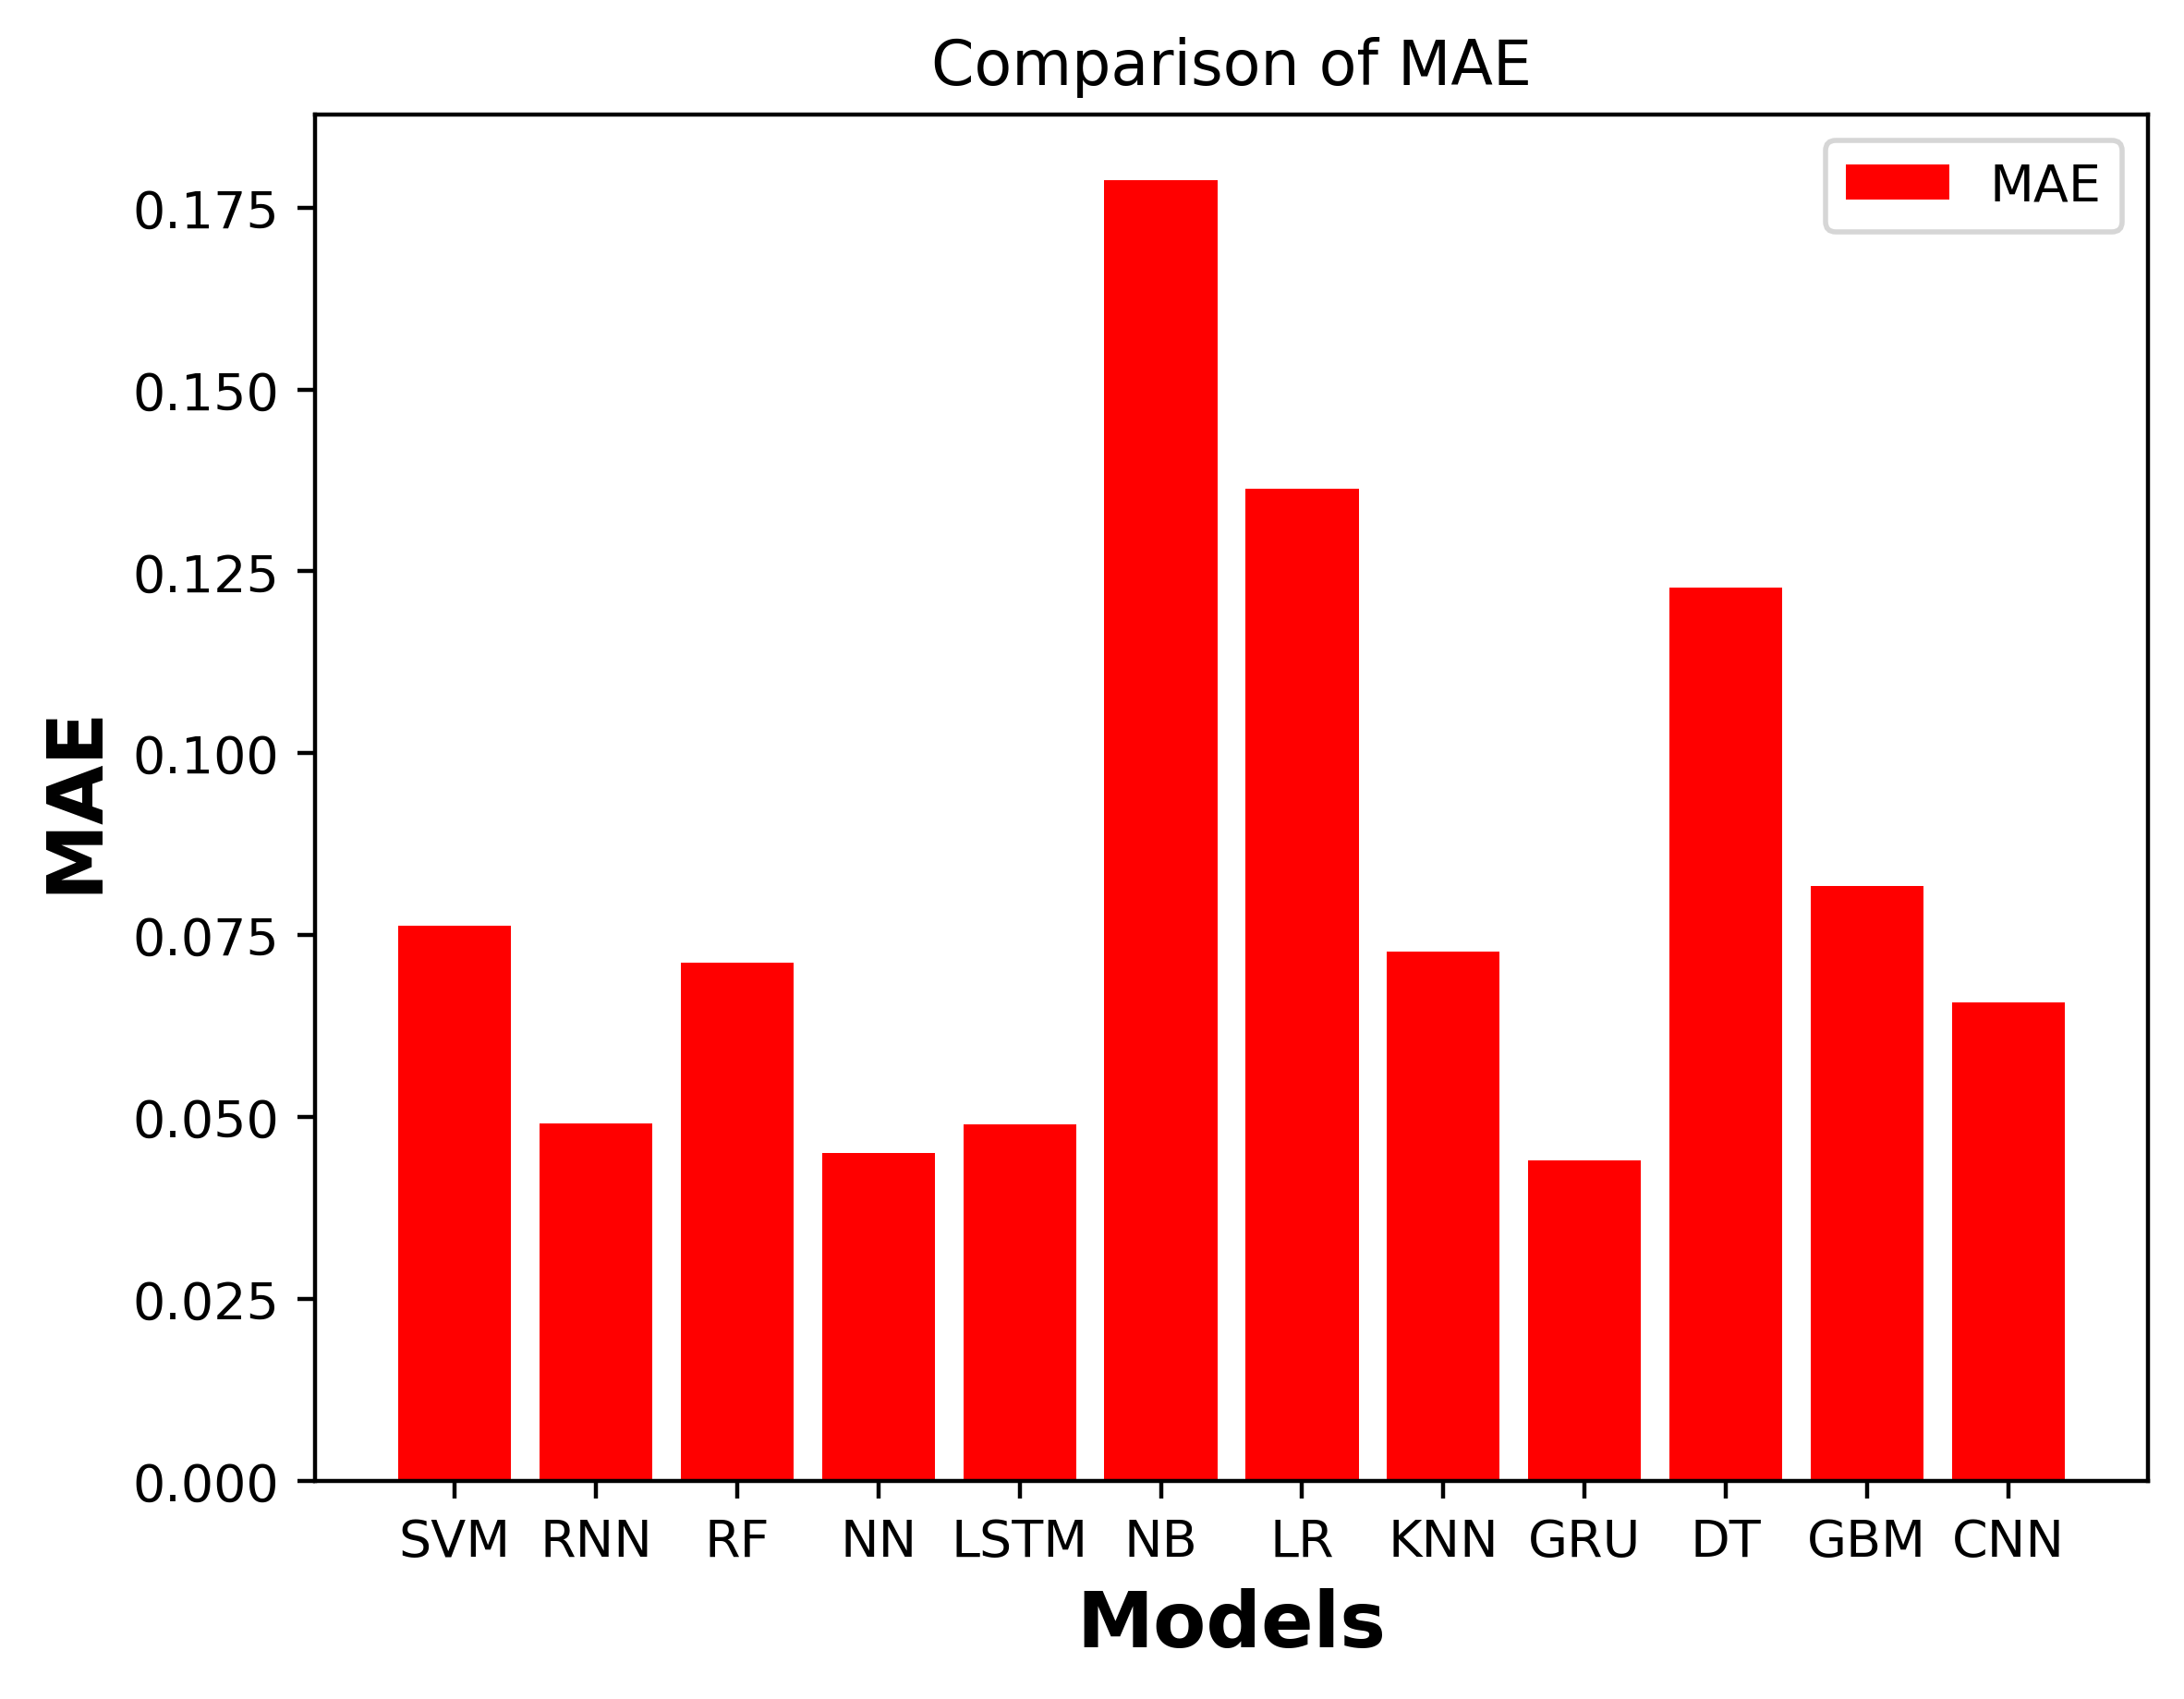 Comparison of MAE
MAE
0.175
0.150
0.125
0.100
0.075
0.050
0.025
0.000
MAE
SVM RNN RF NN LSTM NB LR KNN GRU DT GBM CNN
Models